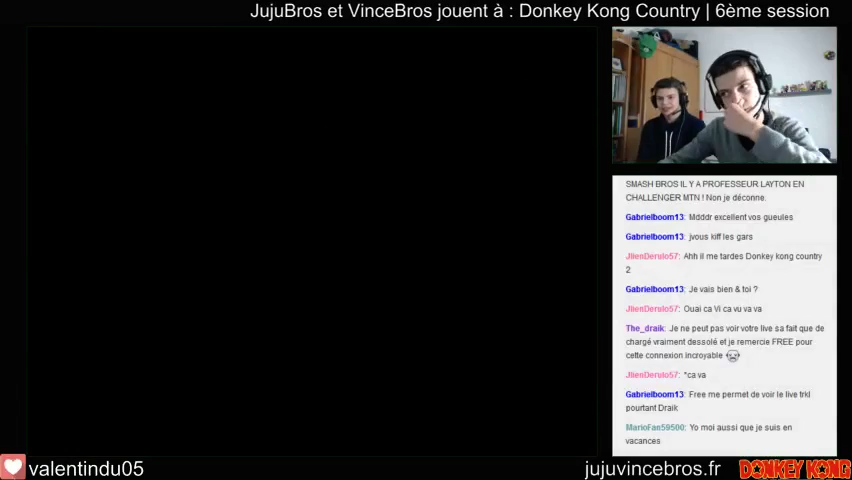 JujuBros et VinceBros jouent à : Donkey Kong Country | 6ème session
SMASH BROS IL Y A PROFESSEUR LAYTON EN
CHALLENGER MTN ! Non je déconne.
Gabrielboom13: Mdddr excellent vos gueules
Gabrielboom13: jvous kiff les gars
JlienDerulo57: Ahh il me tardes Donkey kong country
2
Gabrielboom13: Je vais bien & toi ?
JlienDerulo57: Ouai ca Vi ca vu va va
The_draik: Je ne peut pas voir votre live sa fait que de
chargé vraiment dessolé et je remercie FREE pour
cette connexion incroyable
JlienDerulo57: *ca va
Gabrielboom13: Free me permet de voir le live trkl
pourtant Draik
MarioFan59500: Yo moi aussi que je suis en
vacances
valentindu05
jujuvincebros.fr
DONKEY KONG